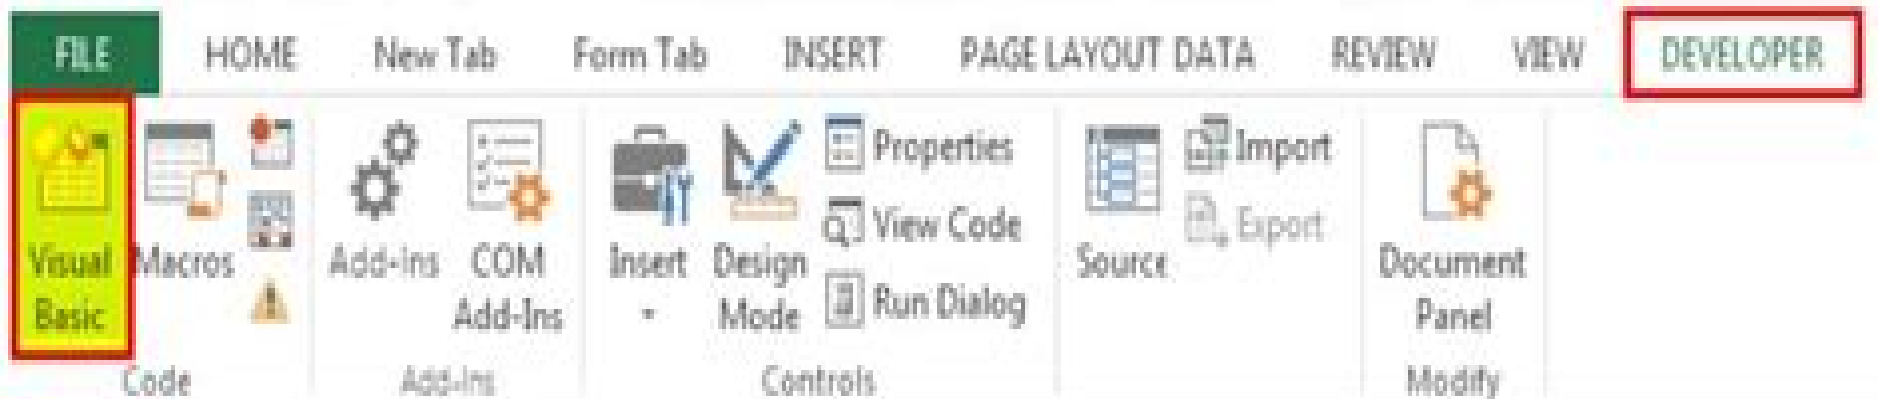 FILE HOME New Tab Form Tab INSERT PAGE LAYOUT DATA REVIEW VIEW DEVELOPER
Visual Basic
Macros
Add-ins
COM Add-Ins
Insert
Design Mode
Properties
View Code
Run Dialog
Source
Import
Export
Document Panel
Code Add-Ins Controls Modify